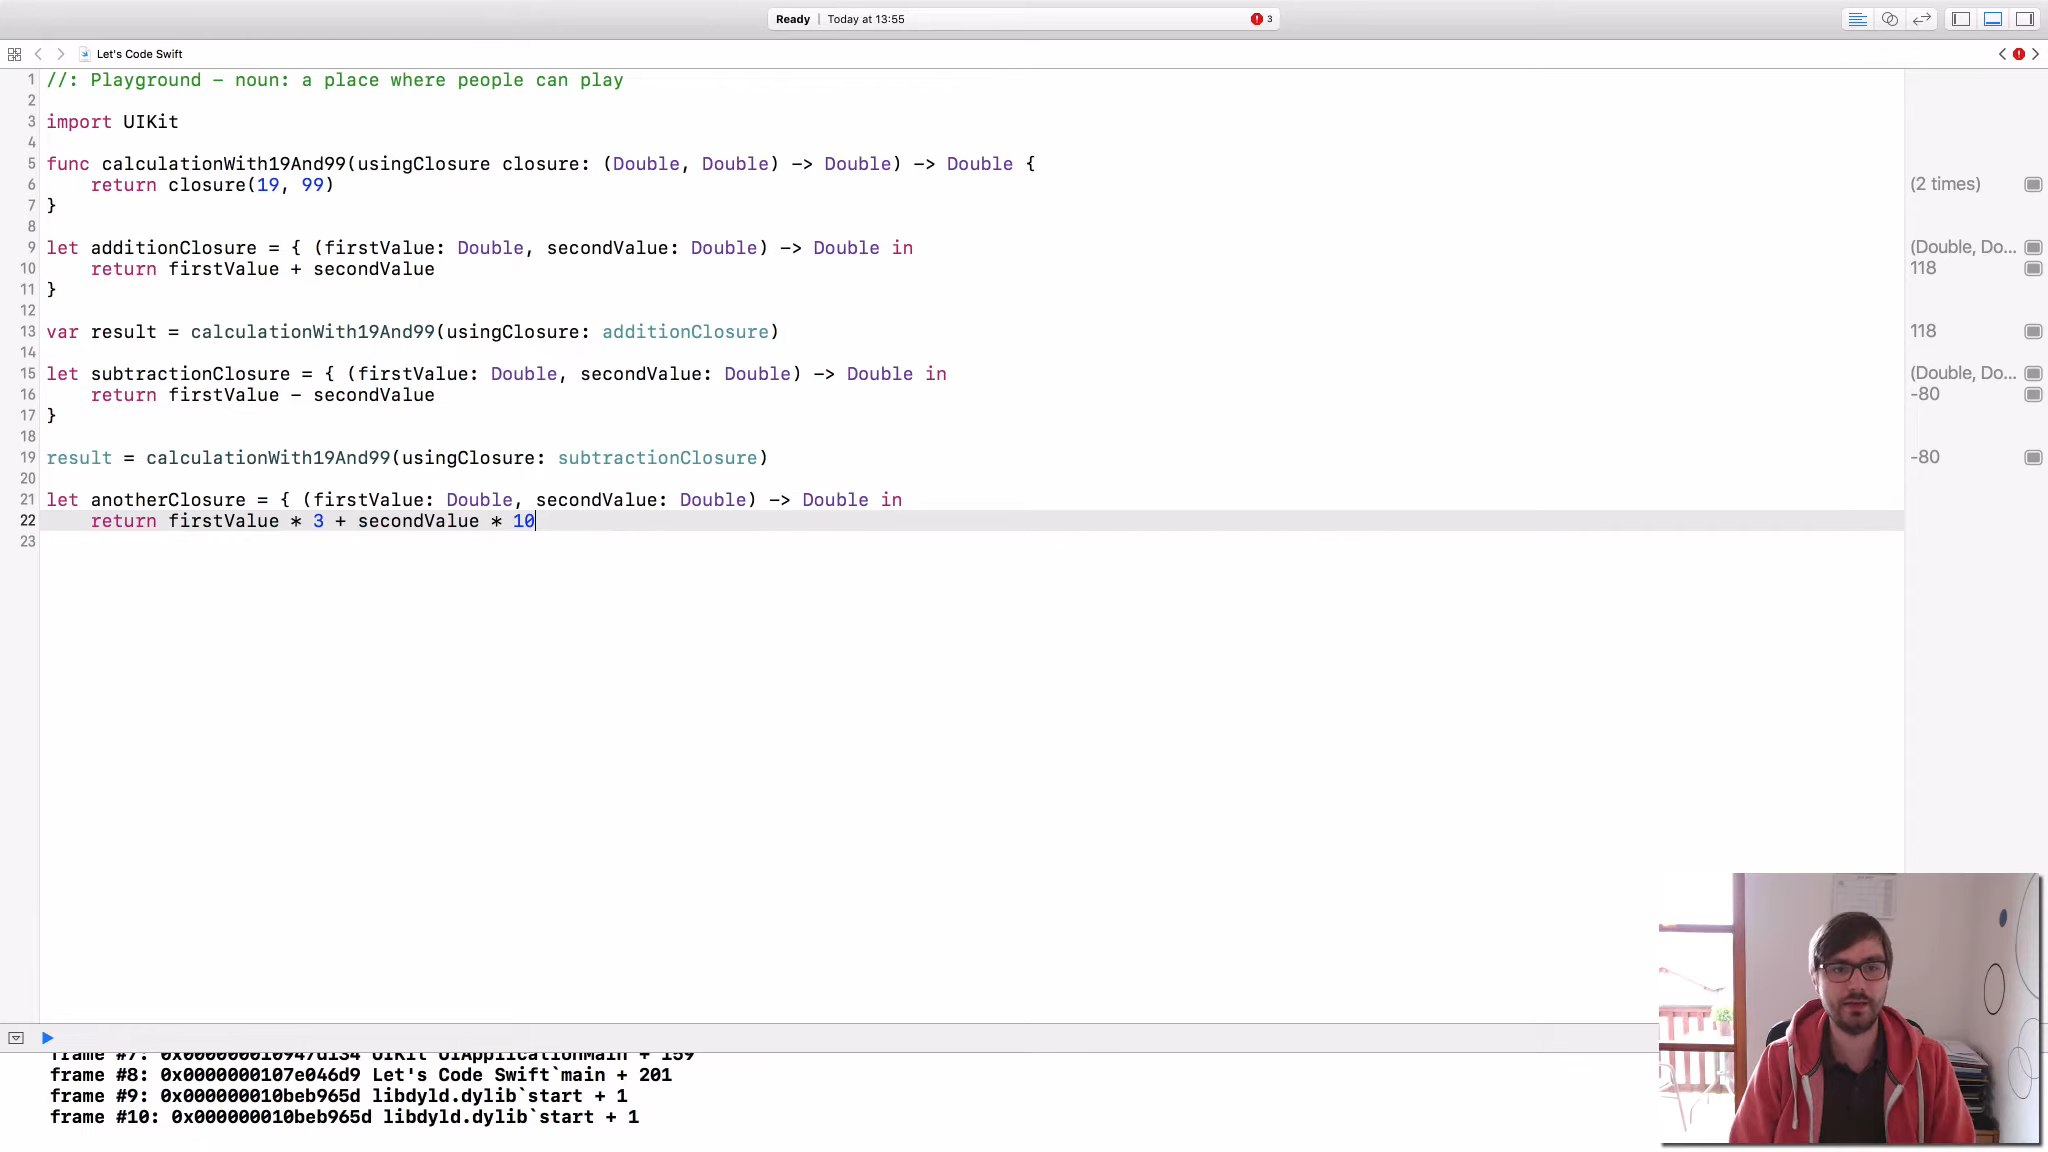 Ready | Today at 13:55 3
Let's Code Swift
1 //: Playground – noun: a place where people can play
2
3 import UIKit
4
5 func calculationWith19And99(usingClosure closure: (Double, Double) -> Double) -> Double {
6 return closure(19, 99) (2 times)
7 }
8
9 let additionClosure = { (firstValue: Double, secondValue: Double) -> Double in (Double, Do...
10 return firstValue + secondValue 118
11 }
12
13 var result = calculationWith19And99(usingClosure: additionClosure) 118
14
15 let subtractionClosure = { (firstValue: Double, secondValue: Double) -> Double in (Double, Do...
16 return firstValue – secondValue -80
17 }
18
19 result = calculationWith19And99(usingClosure: subtractionClosure) -80
20
21 let anotherClosure = { (firstValue: Double, secondValue: Double) -> Double in
22 return firstValue * 3 + secondValue * 10
23
frame #7: 0x000000010947d134 UIKit`UIApplicationMain + 159
frame #8: 0x0000000107e046d9 Let's Code Swift`main + 201
frame #9: 0x000000010beb965d libdyld.dylib`start + 1
frame #10: 0x000000010beb965d libdyld.dylib`start + 1